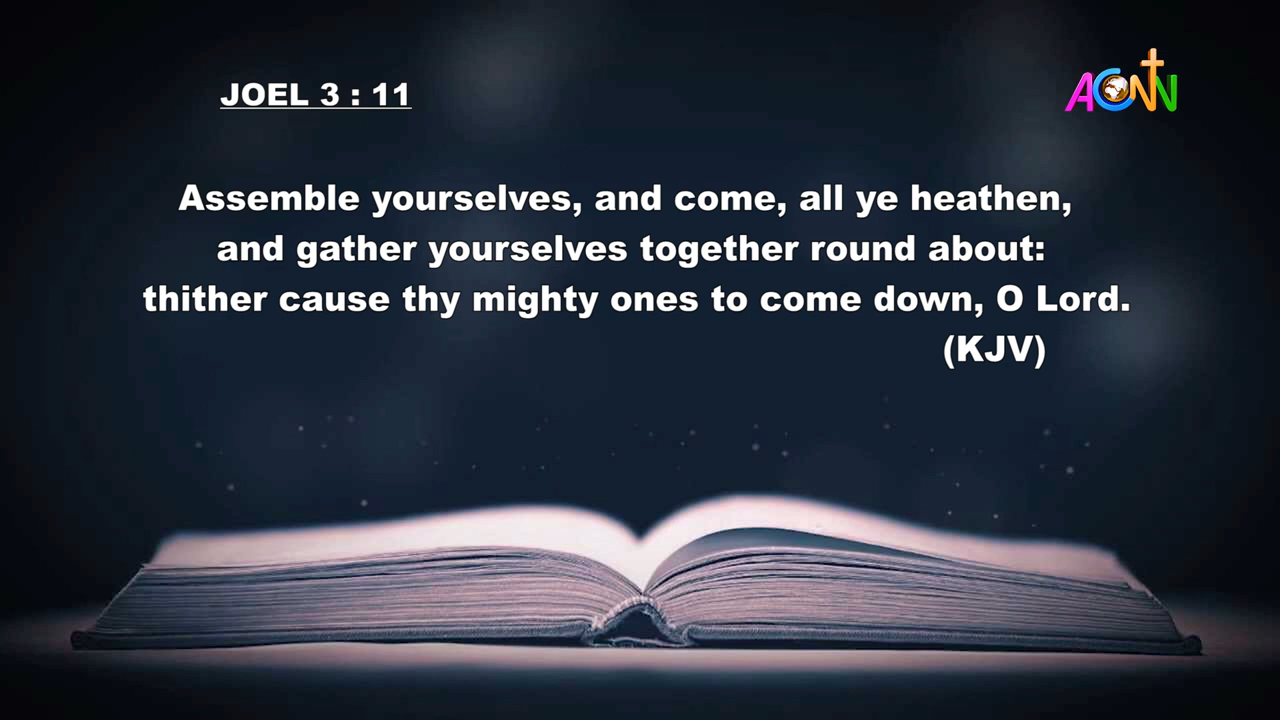 JOEL 3 : 11
ACNN
Assemble yourselves, and come, all ye heathen,
and gather yourselves together round about:
thither cause thy mighty ones to come down, O Lord.
(KJV)